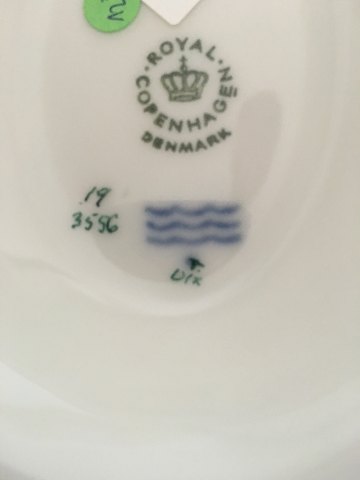 ROYAL COPENHAGEN
DENMARK
19
3556